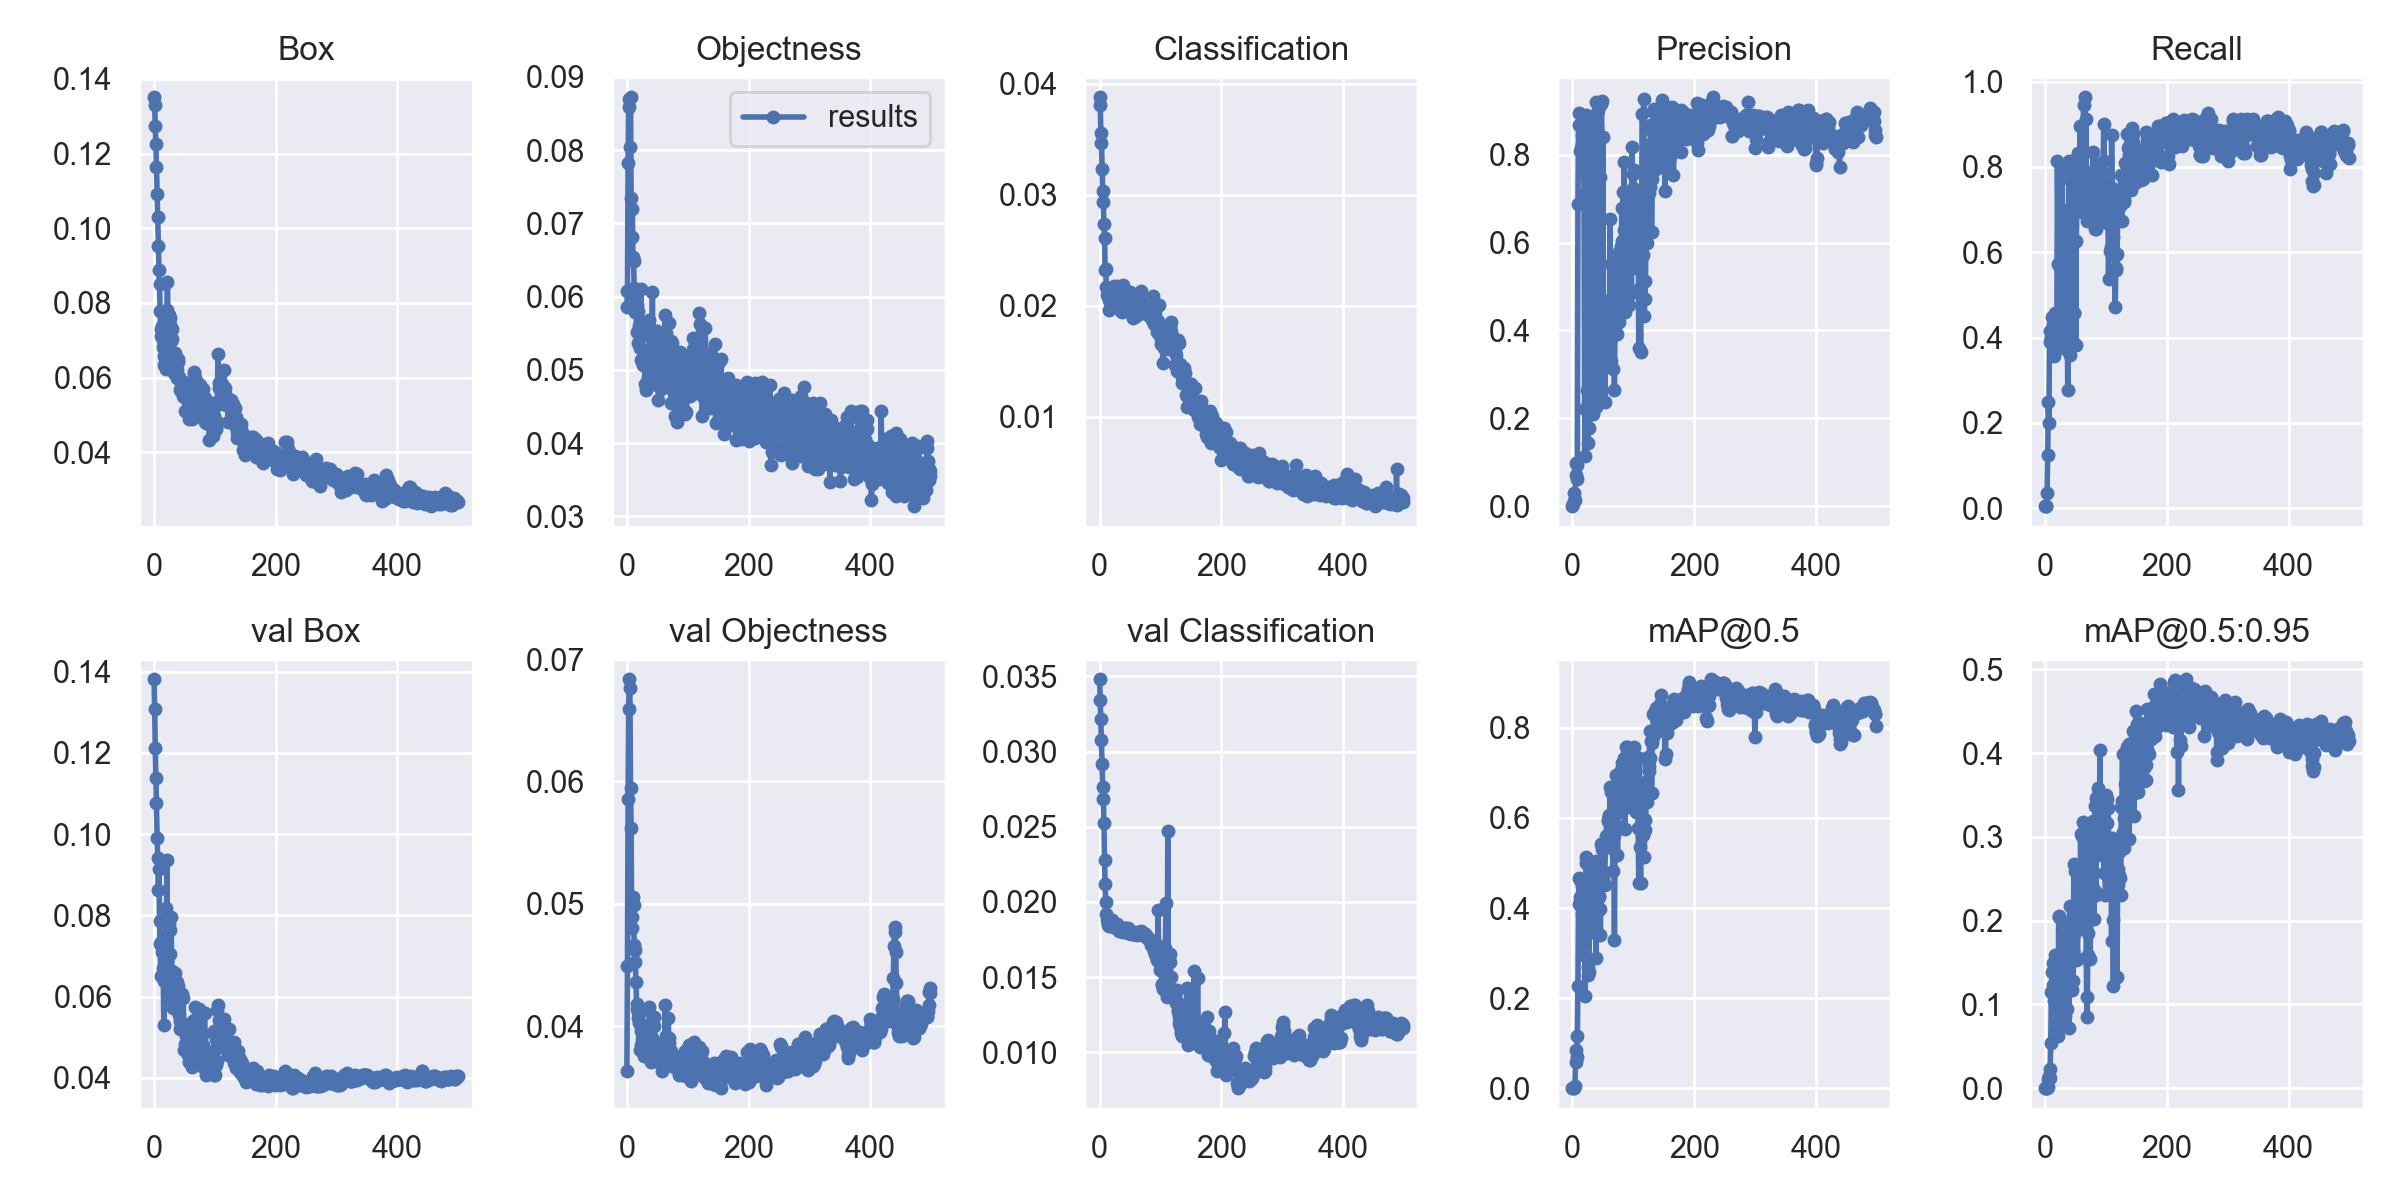 Box
0.14
0.12
0.10
0.08
0.06
0.04
0 200 400
Objectness
results
0.09
0.08
0.07
0.06
0.05
0.04
0.03
0 200 400
Classification
0.04
0.03
0.02
0.01
0 200 400
Precision
0.8
0.6
0.4
0.2
0.0
0 200 400
Recall
1.0
0.8
0.6
0.4
0.2
0.0
0 200 400
val Box
0.14
0.12
0.10
0.08
0.06
0.04
0 200 400
val Objectness
0.07
0.06
0.05
0.04
0 200 400
val Classification
0.035
0.030
0.025
0.020
0.015
0.010
0 200 400
mAP@0.5
0.8
0.6
0.4
0.2
0.0
0 200 400
mAP@0.5:0.95
0.5
0.4
0.3
0.2
0.1
0.0
0 200 400